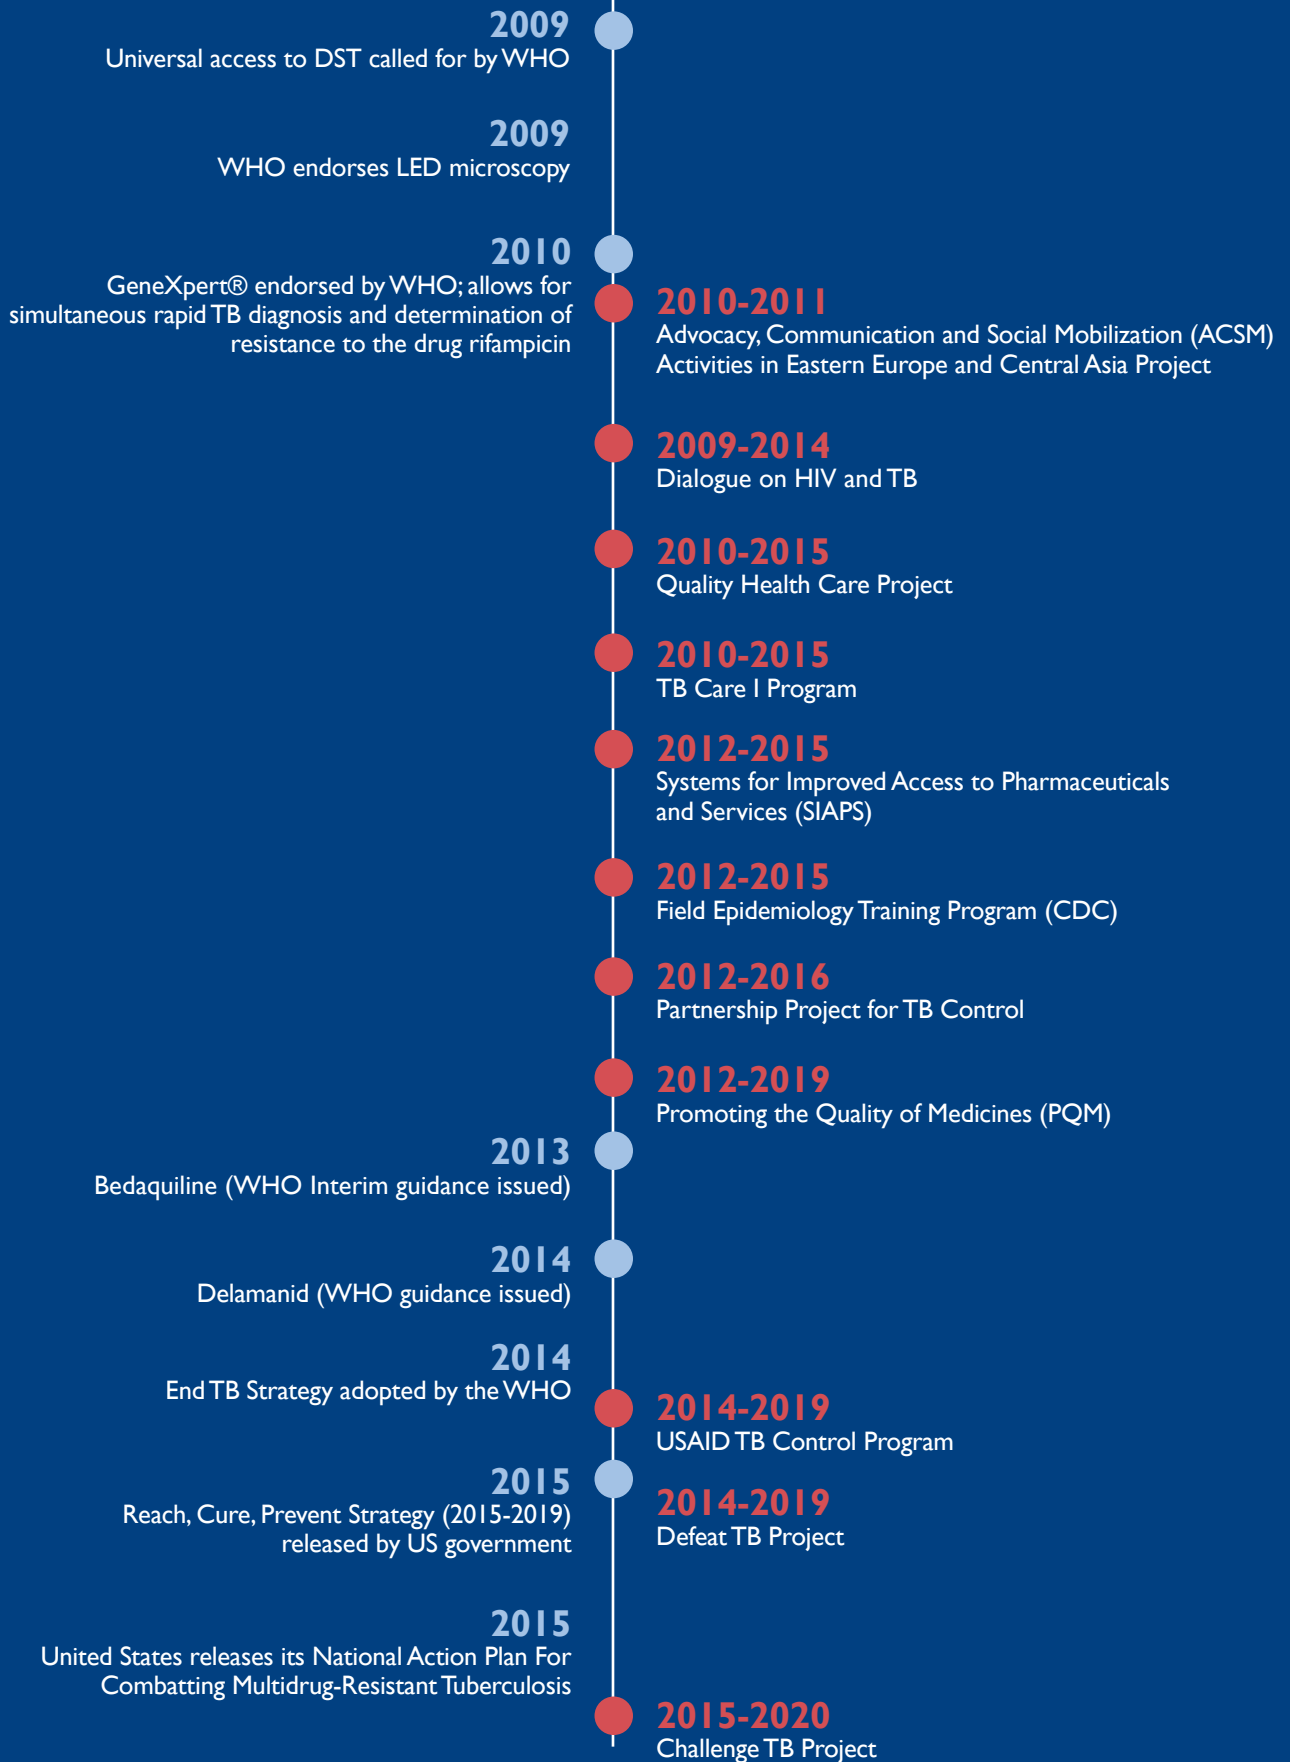 2009
Universal access to DST called for by WHO
2009
WHO endorses LED microscopy
2010
GeneXpert® endorsed by WHO; allows for
simultaneous rapid TB diagnosis and determination of
resistance to the drug rifampicin
2010-2011
Advocacy, Communication and Social Mobilization (ACSM)
Activities in Eastern Europe and Central Asia Project
2009-2014
Dialogue on HIV and TB
2010-2015
Quality Health Care Project
2010-2015
TB Care I Program
2012-2015
Systems for Improved Access to Pharmaceuticals
and Services (SIAPS)
2012-2015
Field Epidemiology Training Program (CDC)
2012-2016
Partnership Project for TB Control
2012-2019
Promoting the Quality of Medicines (PQM)
2013
Bedaquiline (WHO Interim guidance issued)
2014
Delamanid (WHO guidance issued)
2014
End TB Strategy adopted by the WHO
2014-2019
USAID TB Control Program
2015
Reach, Cure, Prevent Strategy (2015-2019)
released by US government
2014-2019
Defeat TB Project
2015
United States releases its National Action Plan For
Combatting Multidrug-Resistant Tuberculosis
2015-2020
Challenge TB Project